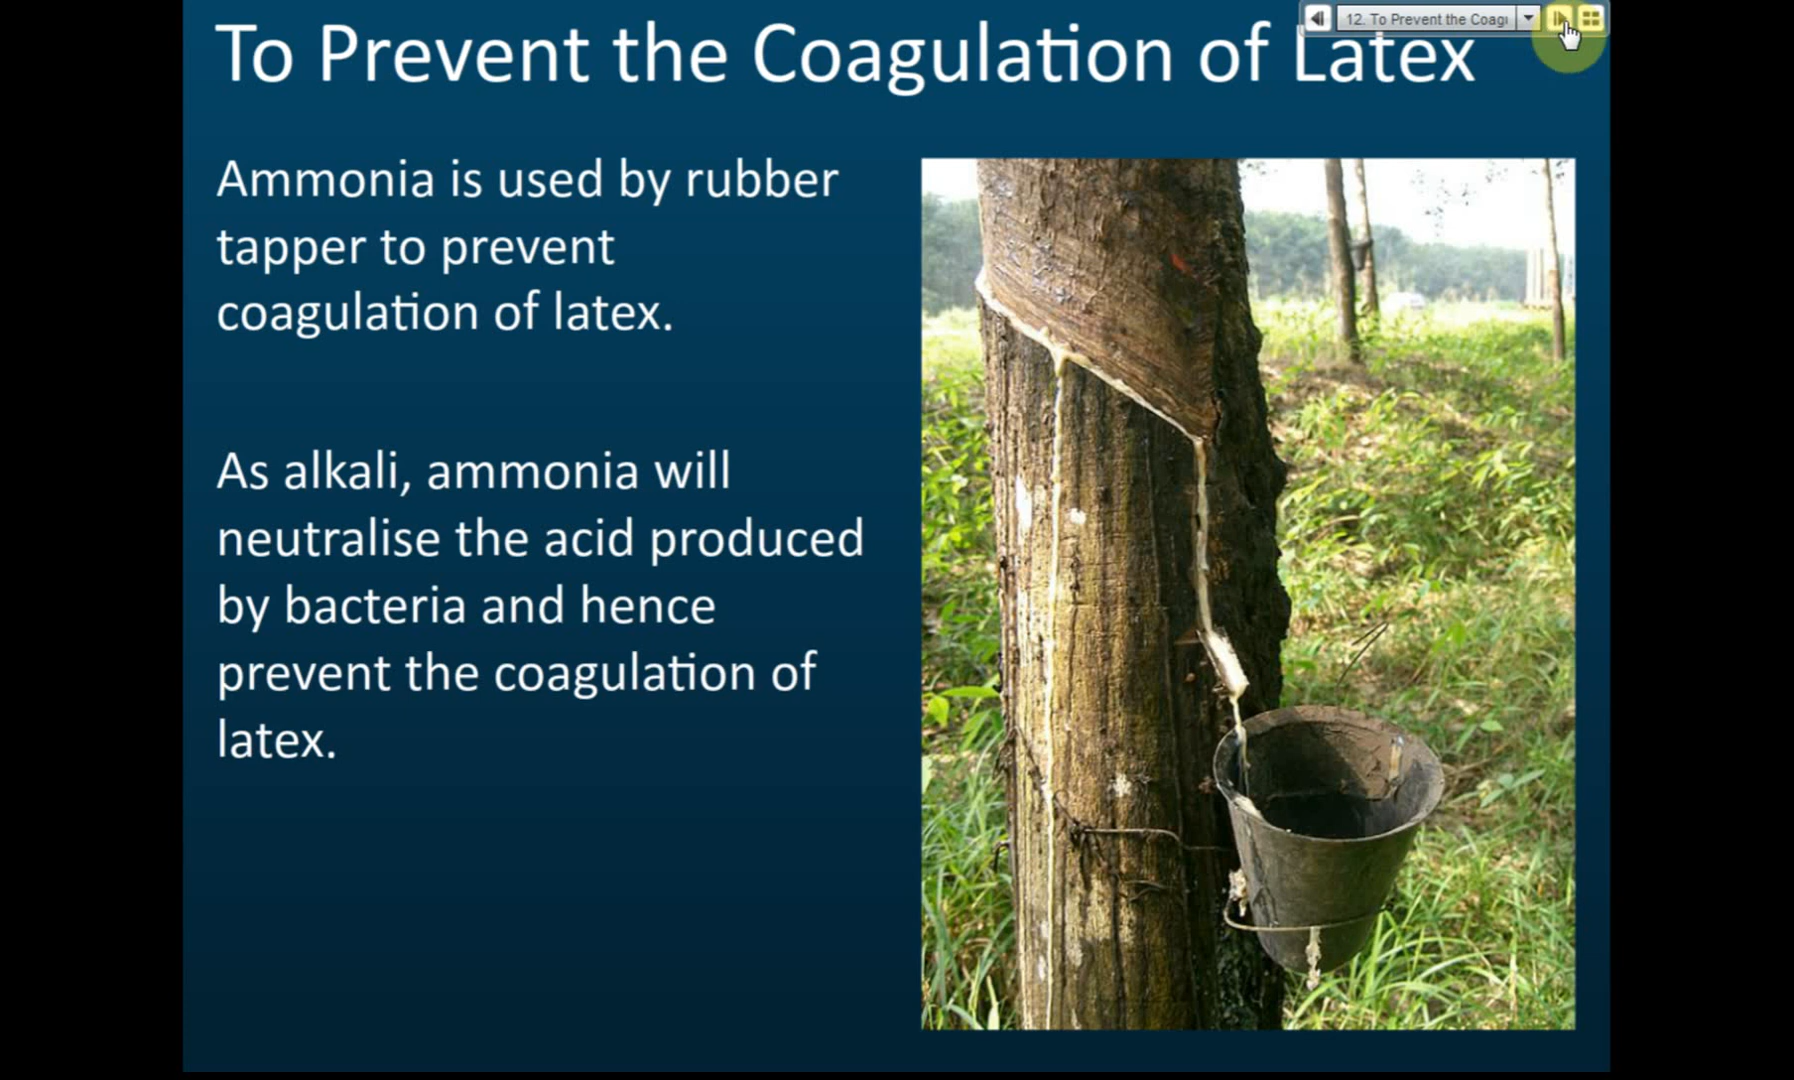 12. To Prevent the Coagu
To Prevent the Coagulation of Latex
Ammonia is used by rubber
tapper to prevent
coagulation of latex.
As alkali, ammonia will
neutralise the acid produced
by bacteria and hence
prevent the coagulation of
latex.